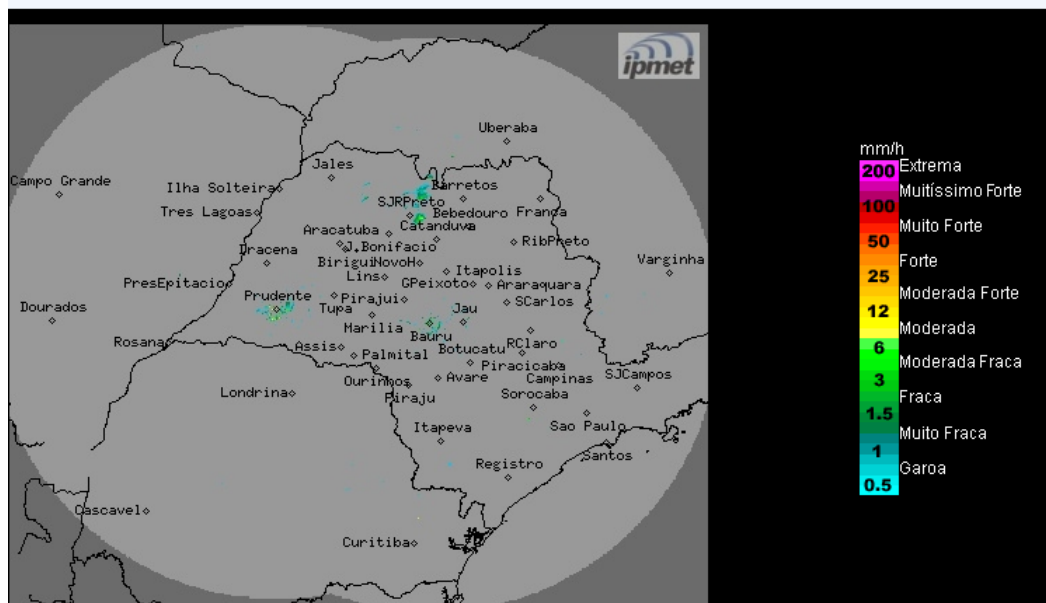 ipmet
Uberaba
Jales
Campo Grande
Ilha Solteira
Barretos
Tres Lagoas
SJRPreto
Bebedouro
Franca
Catanduva
Aracatuba
RibPreto
J.Bonifacio
Dracena
Birigui
NovoH
Varginha
Itapolis
Lins
PresEpitacio
GPeixoto
Araraquara
Prudente
Pirajui
SCarlos
Dourados
Tupa
Jau
Marilia
Bauru
Rosana
Assis
Botucatu
RClaro
Palmital
Piracicaba
SJCampos
Ourinhos
Avare
Campinas
Londrina
Piraju
Sorocaba
Itapeva
Sao Paulo
Santos
Registro
Cascavel
Curitiba
mm/h
200 Extrema
Muitíssimo Forte
100
Muito Forte
50
Forte
25
Moderada Forte
12
Moderada
6
Moderada Fraca
3
Fraca
1.5
Muito Fraca
1
Garoa
0.5